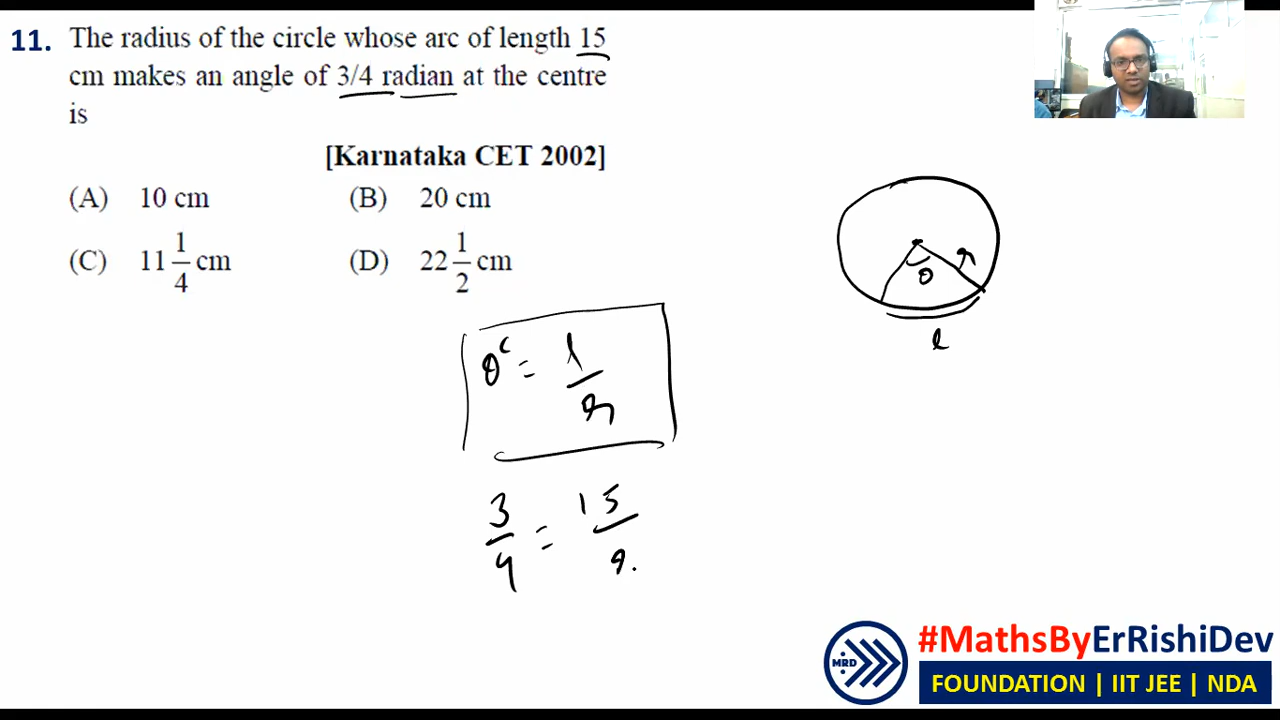 11. The radius of the circle whose arc of length 15
cm makes an angle of 3/4 radian at the centre
is
[Karnataka CET 2002]
(A) 10 cm (B) 20 cm
(C) 11 1/4 cm (D) 22 1/2 cm
θ r
l
θᶜ = l/r
3/4 = 15/r
MRD
#MathsByErRishiDev
FOUNDATION | IIT JEE | NDA